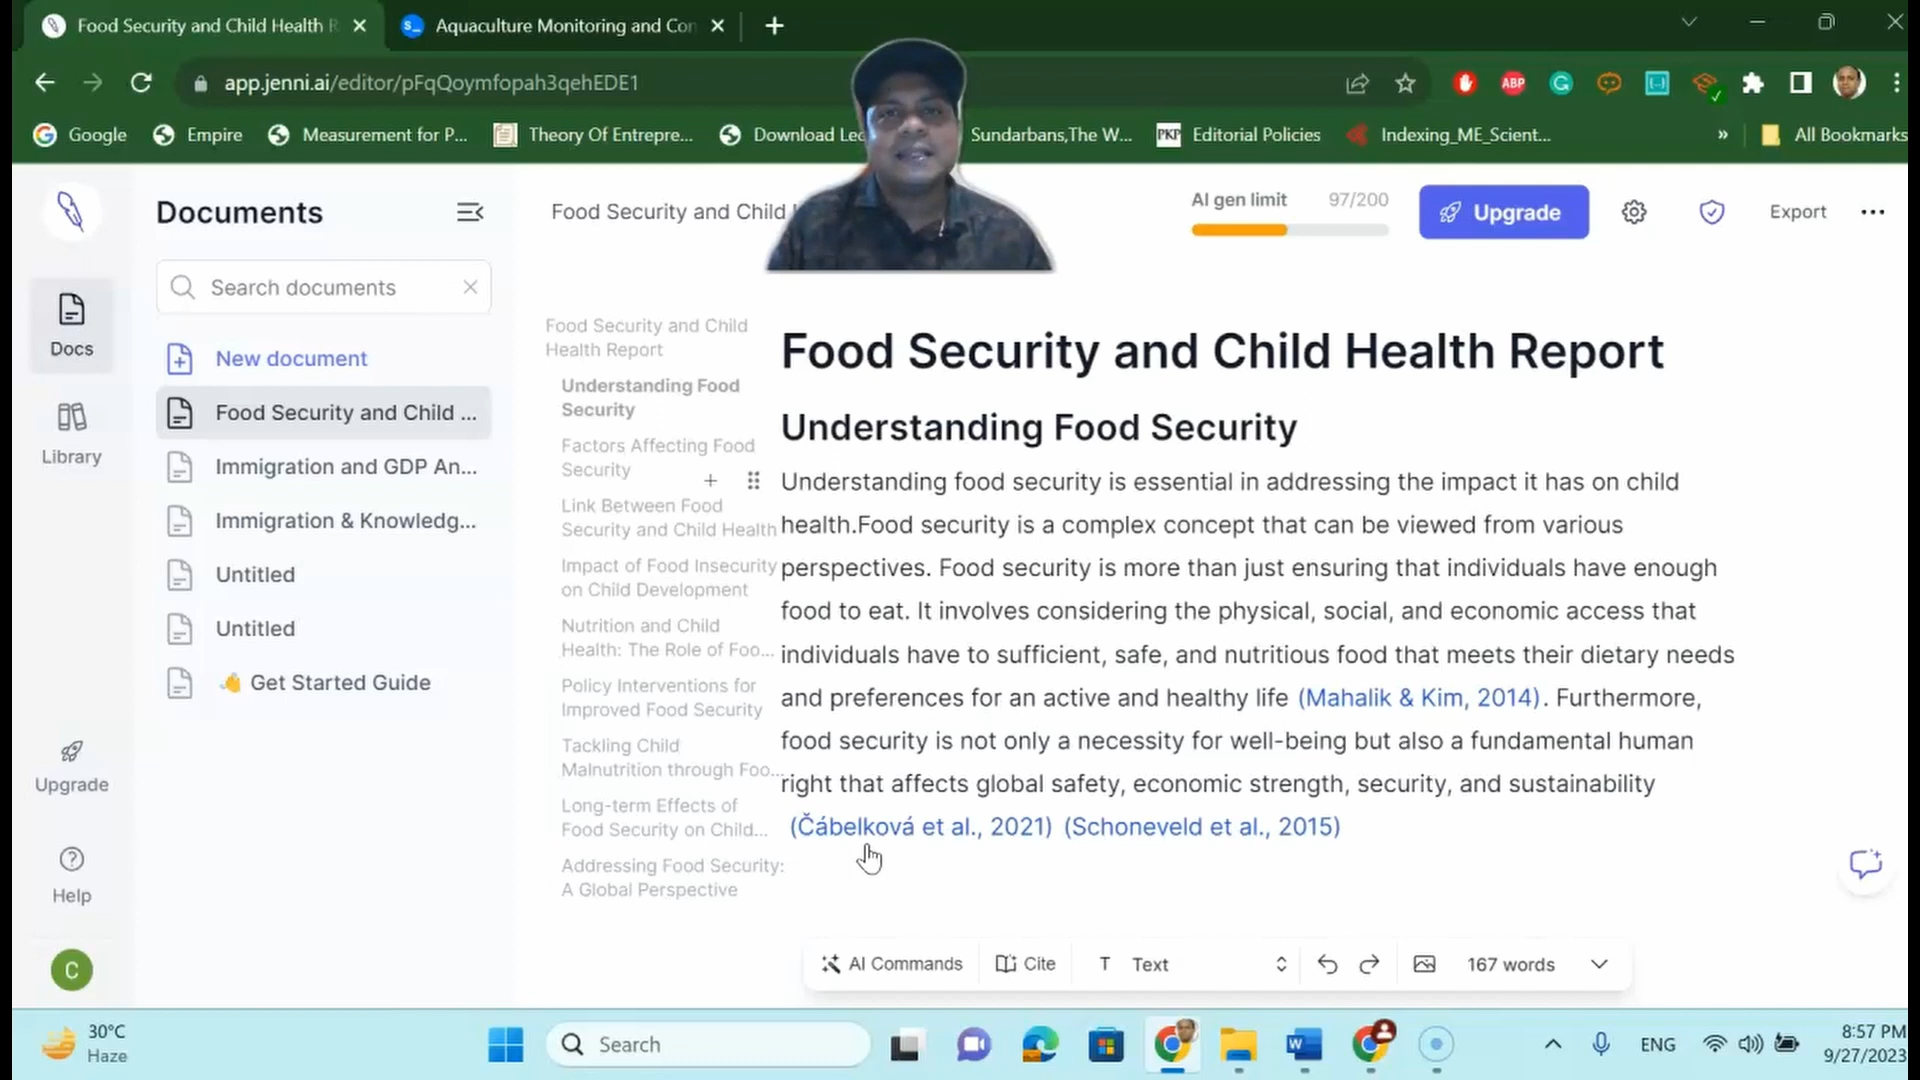 Food Security and Child Health R
Aquaculture Monitoring and Con
app.jenni.ai/editor/pFqQoymfopah3qehEDE1
ABP
Google
Empire
Measurement for P...
Theory Of Entrepre...
Download Lec
Sundarbans,The W...
PKP
Editorial Policies
Indexing_ME_Scient...
»
All Bookmarks
Documents
Search documents
New document
Food Security and Child ...
Immigration and GDP An...
Immigration & Knowledg...
Untitled
Untitled
👋 Get Started Guide
Docs
Library
Upgrade
Help
C
Food Security and Child
AI gen limit
97/200
Upgrade
Export
Food Security and Child
Health Report
Understanding Food
Security
Factors Affecting Food
Security
Link Between Food
Security and Child Health
Impact of Food Insecurity
on Child Development
Nutrition and Child
Health: The Role of Foo...
Policy Interventions for
Improved Food Security
Tackling Child
Malnutrition through Foo...
Long-term Effects of
Food Security on Child...
Addressing Food Security:
A Global Perspective
Food Security and Child Health Report
Understanding Food Security
Understanding food security is essential in addressing the impact it has on child
health.Food security is a complex concept that can be viewed from various
perspectives. Food security is more than just ensuring that individuals have enough
food to eat. It involves considering the physical, social, and economic access that
individuals have to sufficient, safe, and nutritious food that meets their dietary needs
and preferences for an active and healthy life (Mahalik & Kim, 2014). Furthermore,
food security is not only a necessity for well-being but also a fundamental human
right that affects global safety, economic strength, security, and sustainability
(Čábelková et al., 2021) (Schoneveld et al., 2015)
AI Commands
Cite
T Text
167 words
30°C
Haze
Search
ENG
8:57 PM
9/27/2023